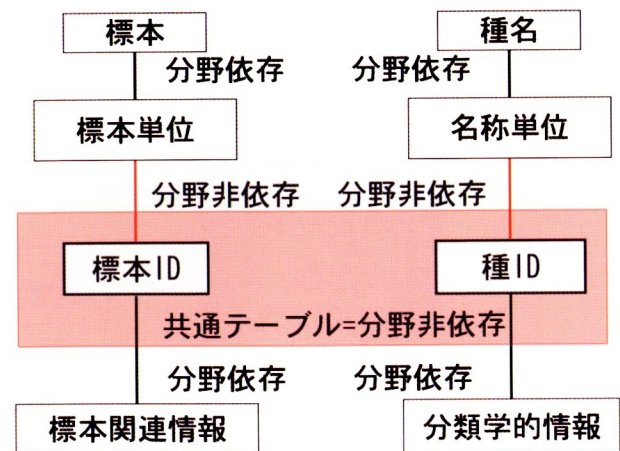 標本 種名
分野依存 分野依存
標本単位 名称単位
分野非依存 分野非依存
標本ID 種ID
共通テーブル=分野非依存
分野依存 分野依存
標本関連情報 分類学的情報